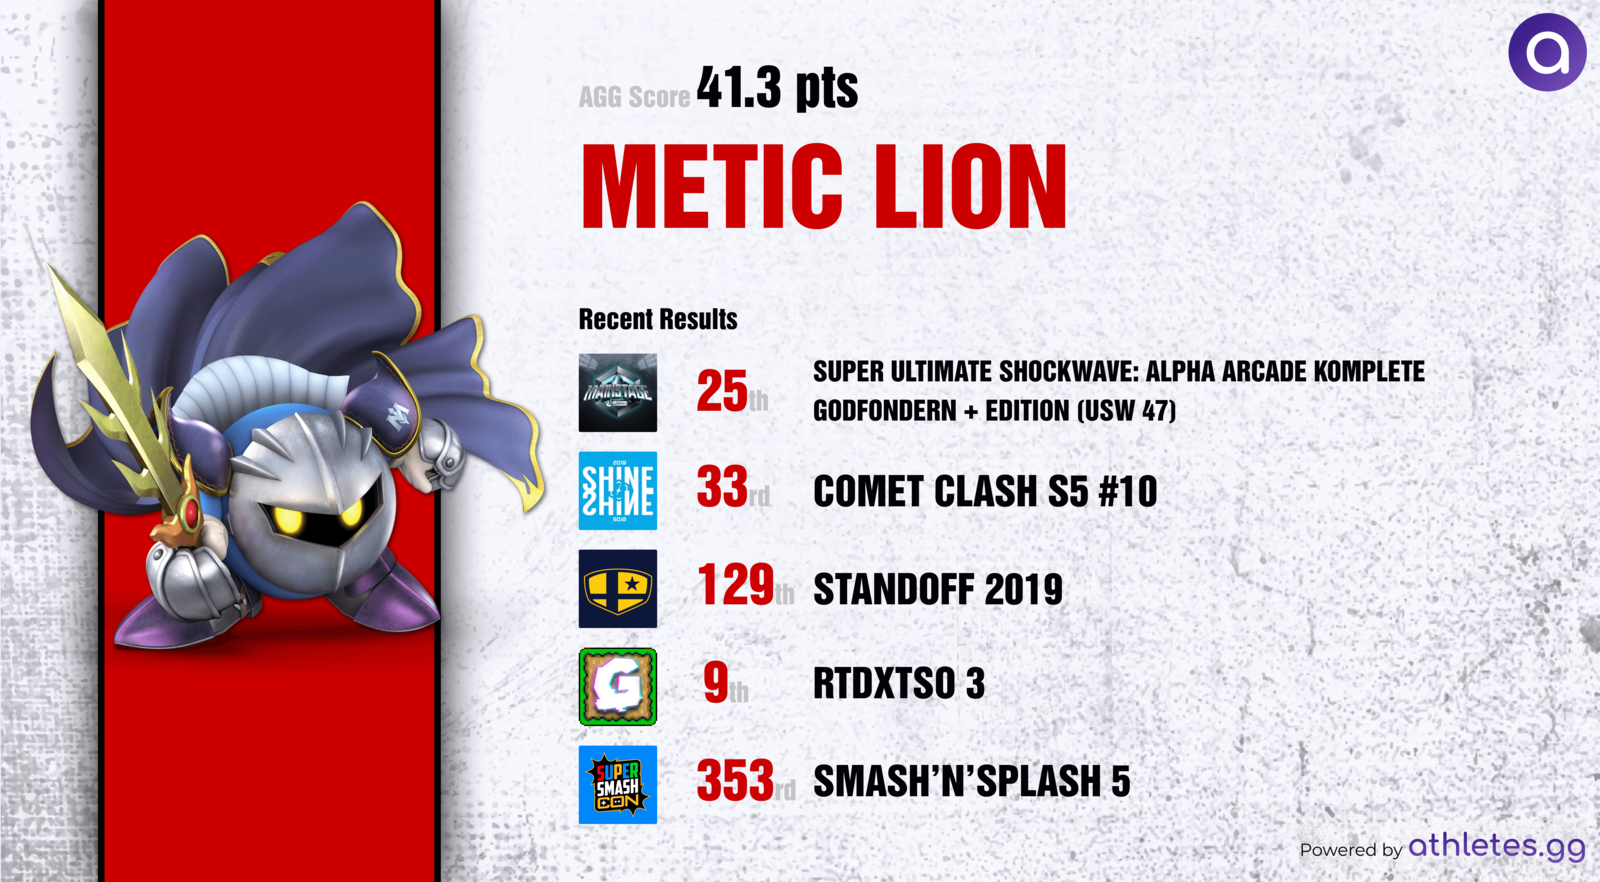 a
AGG Score 41.3 pts
METIC LION
Recent Results
MAINSTAGE
25th
SUPER ULTIMATE SHOCKWAVE: ALPHA ARCADE KOMPLETE
GODFONDERN + EDITION (USW 47)
2019
SHINE
33rd COMET CLASH S5 #10
129th STANDOFF 2019
G
9th RTDXTSO 3
SUPER
SMASH
CON
353rd SMASH’N’SPLASH 5
Powered by athletes.gg